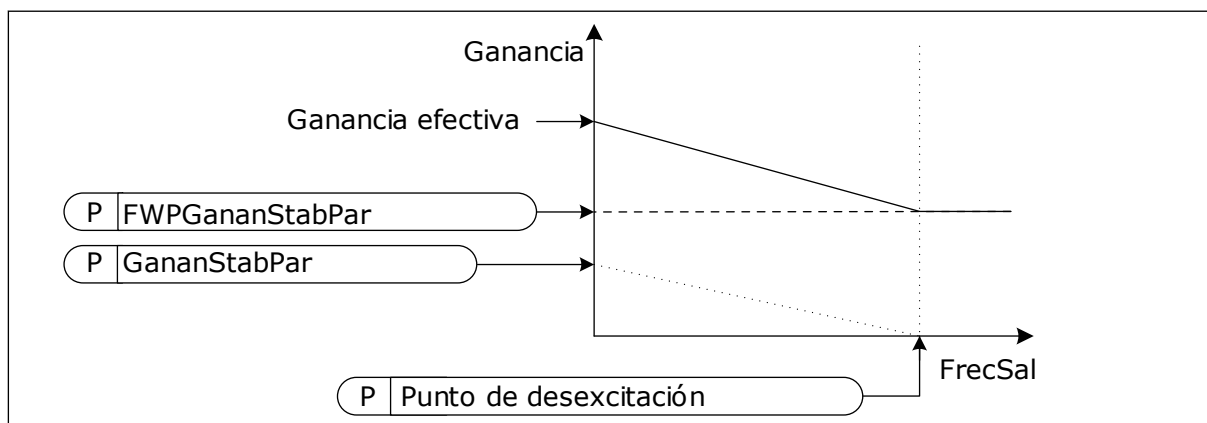 Ganancia
Ganancia efectiva
P FWPGananStabPar
P GananStabPar
FrecSal
P Punto de desexcitación